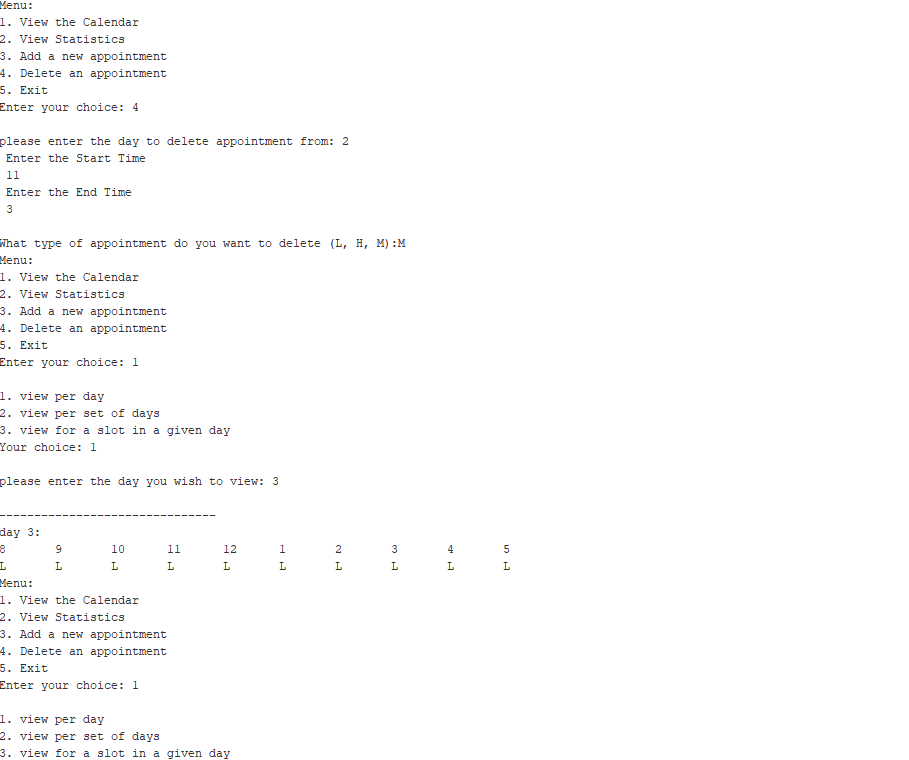 Menu:
1. View the Calendar
2. View Statistics
3. Add a new appointment
4. Delete an appointment
5. Exit
Enter your choice: 4
please enter the day to delete appointment from: 2
Enter the Start Time
11
Enter the End Time
3
What type of appointment do you want to delete (L, H, M):M
Menu:
1. View the Calendar
2. View Statistics
3. Add a new appointment
4. Delete an appointment
5. Exit
Enter your choice: 1
1. view per day
2. view per set of days
3. view for a slot in a given day
Your choice: 1
please enter the day you wish to view: 3
-------------------------------
day 3:
8 9 10 11 12 1 2 3 4 5
L L L L L L L L L L
Menu:
1. View the Calendar
2. View Statistics
3. Add a new appointment
4. Delete an appointment
5. Exit
Enter your choice: 1
1. view per day
2. view per set of days
3. view for a slot in a given day